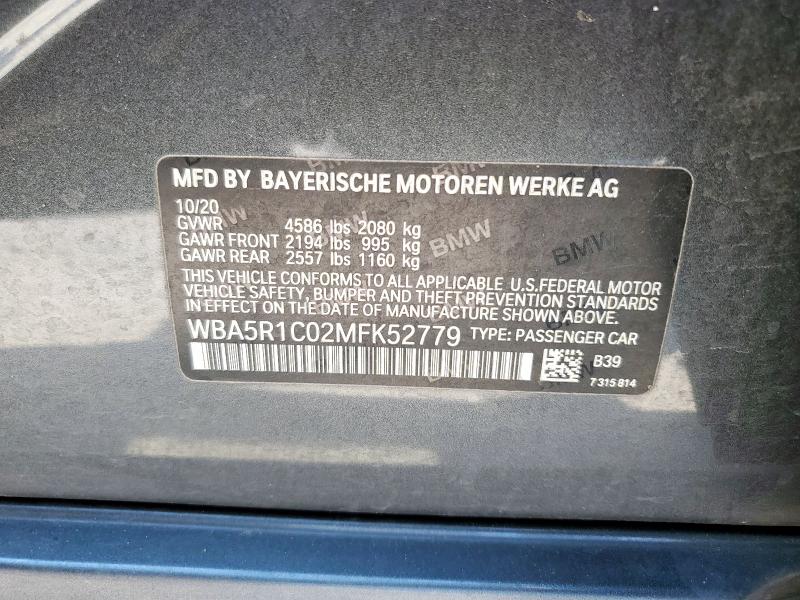 MFD BY BAYERISCHE MOTOREN WERKE AG
10/20
GVWR 4586 lbs 2080 kg
GAWR FRONT 2194 lbs 995 kg
GAWR REAR 2557 lbs 1160 kg
THIS VEHICLE CONFORMS TO ALL APPLICABLE U.S.FEDERAL MOTOR
VEHICLE SAFETY, BUMPER AND THEFT PREVENTION STANDARDS
IN EFFECT ON THE DATE OF MANUFACTURE SHOWN ABOVE.
WBA5R1C02MFK52779 TYPE: PASSENGER CAR
B39
7 315 814
BMW
BMW